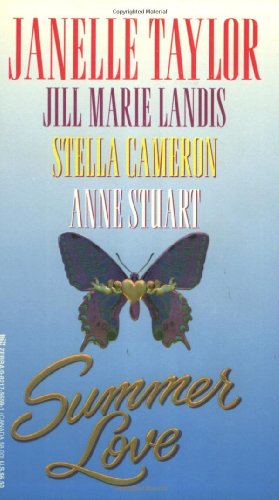 JANELLE TAYLOR
JILL MARIE LANDIS
STELLA CAMERON
ANNE STUART
Summer
Love